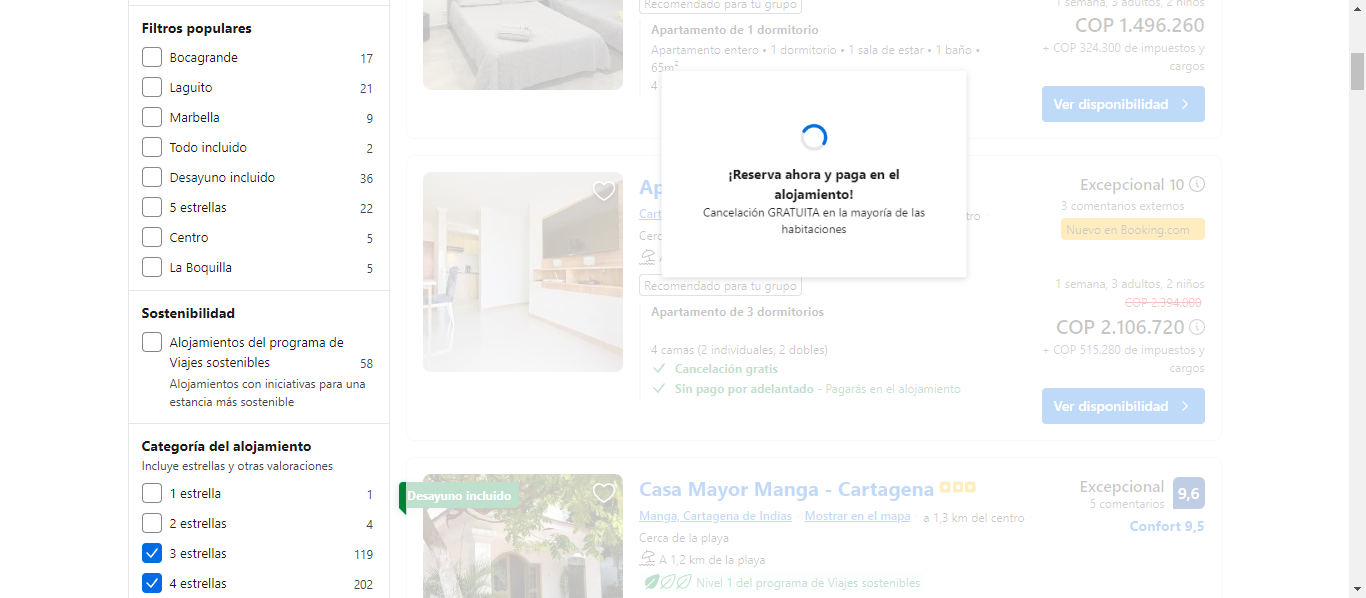 Filtros populares
Bocagrande 17
Laguito 21
Marbella 9
Todo incluido 2
Desayuno incluido 36
5 estrellas 22
Centro 5
La Boquilla 5
Sostenibilidad
Alojamientos del programa de
Viajes sostenibles 58
Alojamientos con iniciativas para una
estancia más sostenible
Categoría del alojamiento
Incluye estrellas y otras valoraciones
1 estrella 1
2 estrellas 4
3 estrellas 119
4 estrellas 202
Recomendado para tu grupo
Apartamento de 1 dormitorio
Apartamento entero • 1 dormitorio • 1 sala de estar • 1 baño •
65m²
4
1 semana, 3 adultos, 2 niños
COP 1.496.260
+ COP 324.300 de impuestos y
cargos
Ver disponibilidad
¡Reserva ahora y paga en el
alojamiento!
Cancelación GRATUITA en la mayoría de las
habitaciones
Ap
Cart
tro
Cerc
A
Recomendado para tu grupo
Apartamento de 3 dormitorios
4 camas (2 individuales, 2 dobles)
Cancelación gratis
Sin pago por adelantado - Pagarás en el alojamiento
Excepcional 10
3 comentarios externos
Nuevo en Booking.com
1 semana, 3 adultos, 2 niños
COP 2.394.000
COP 2.106.720
+ COP 515.280 de impuestos y
cargos
Ver disponibilidad
Desayuno incluido
Casa Mayor Manga - Cartagena
Manga, Cartagena de Indias Mostrar en el mapa a 1,3 km del centro
Cerca de la playa
A 1,2 km de la playa
Nivel 1 del programa de Viajes sostenibles
Excepcional 9,6
5 comentarios
Confort 9,5